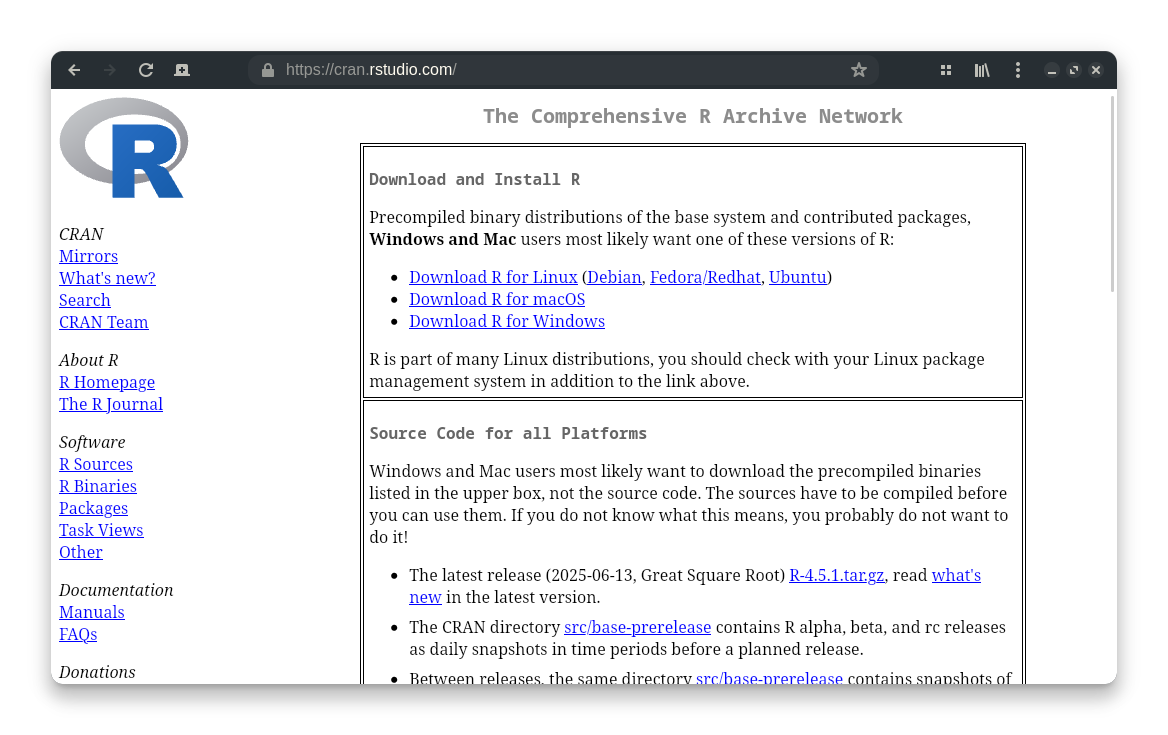 https://cran.rstudio.com/
R
CRAN
Mirrors
What's new?
Search
CRAN Team
About R
R Homepage
The R Journal
Software
R Sources
R Binaries
Packages
Task Views
Other
Documentation
Manuals
FAQs
Donations
The Comprehensive R Archive Network
Download and Install R
Precompiled binary distributions of the base system and contributed packages,
Windows and Mac users most likely want one of these versions of R:
• Download R for Linux (Debian, Fedora/Redhat, Ubuntu)
• Download R for macOS
• Download R for Windows
R is part of many Linux distributions, you should check with your Linux package
management system in addition to the link above.
Source Code for all Platforms
Windows and Mac users most likely want to download the precompiled binaries
listed in the upper box, not the source code. The sources have to be compiled before
you can use them. If you do not know what this means, you probably do not want to
do it!
• The latest release (2025-06-13, Great Square Root) R-4.5.1.tar.gz, read what's
new in the latest version.
• The CRAN directory src/base-prerelease contains R alpha, beta, and rc releases
as daily snapshots in time periods before a planned release.
• Between releases, the same directory src/base-prerelease contains snapshots of